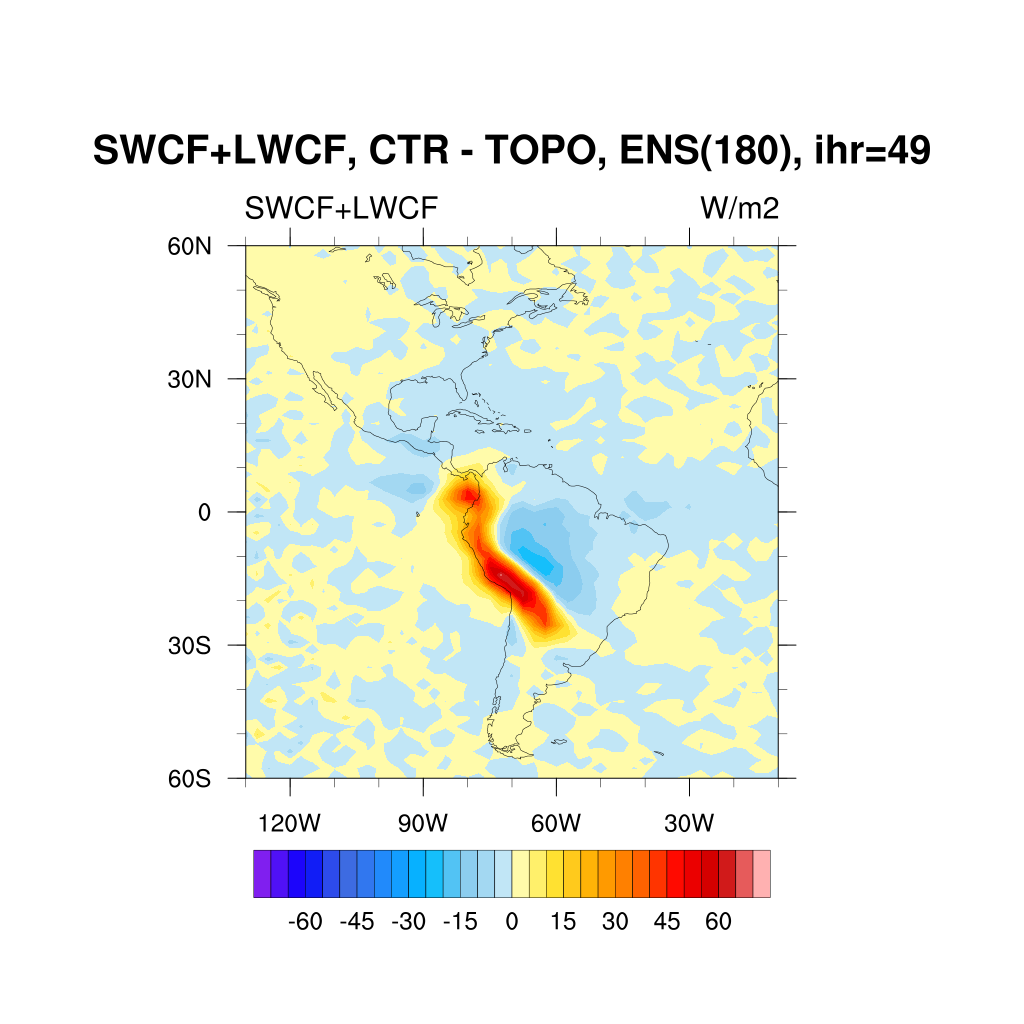 SWCF+LWCF, CTR - TOPO, ENS(180), ihr=49
SWCF+LWCF W/m2
60N
30N
0
30S
60S
120W 90W 60W 30W
-60 -45 -30 -15 0 15 30 45 60